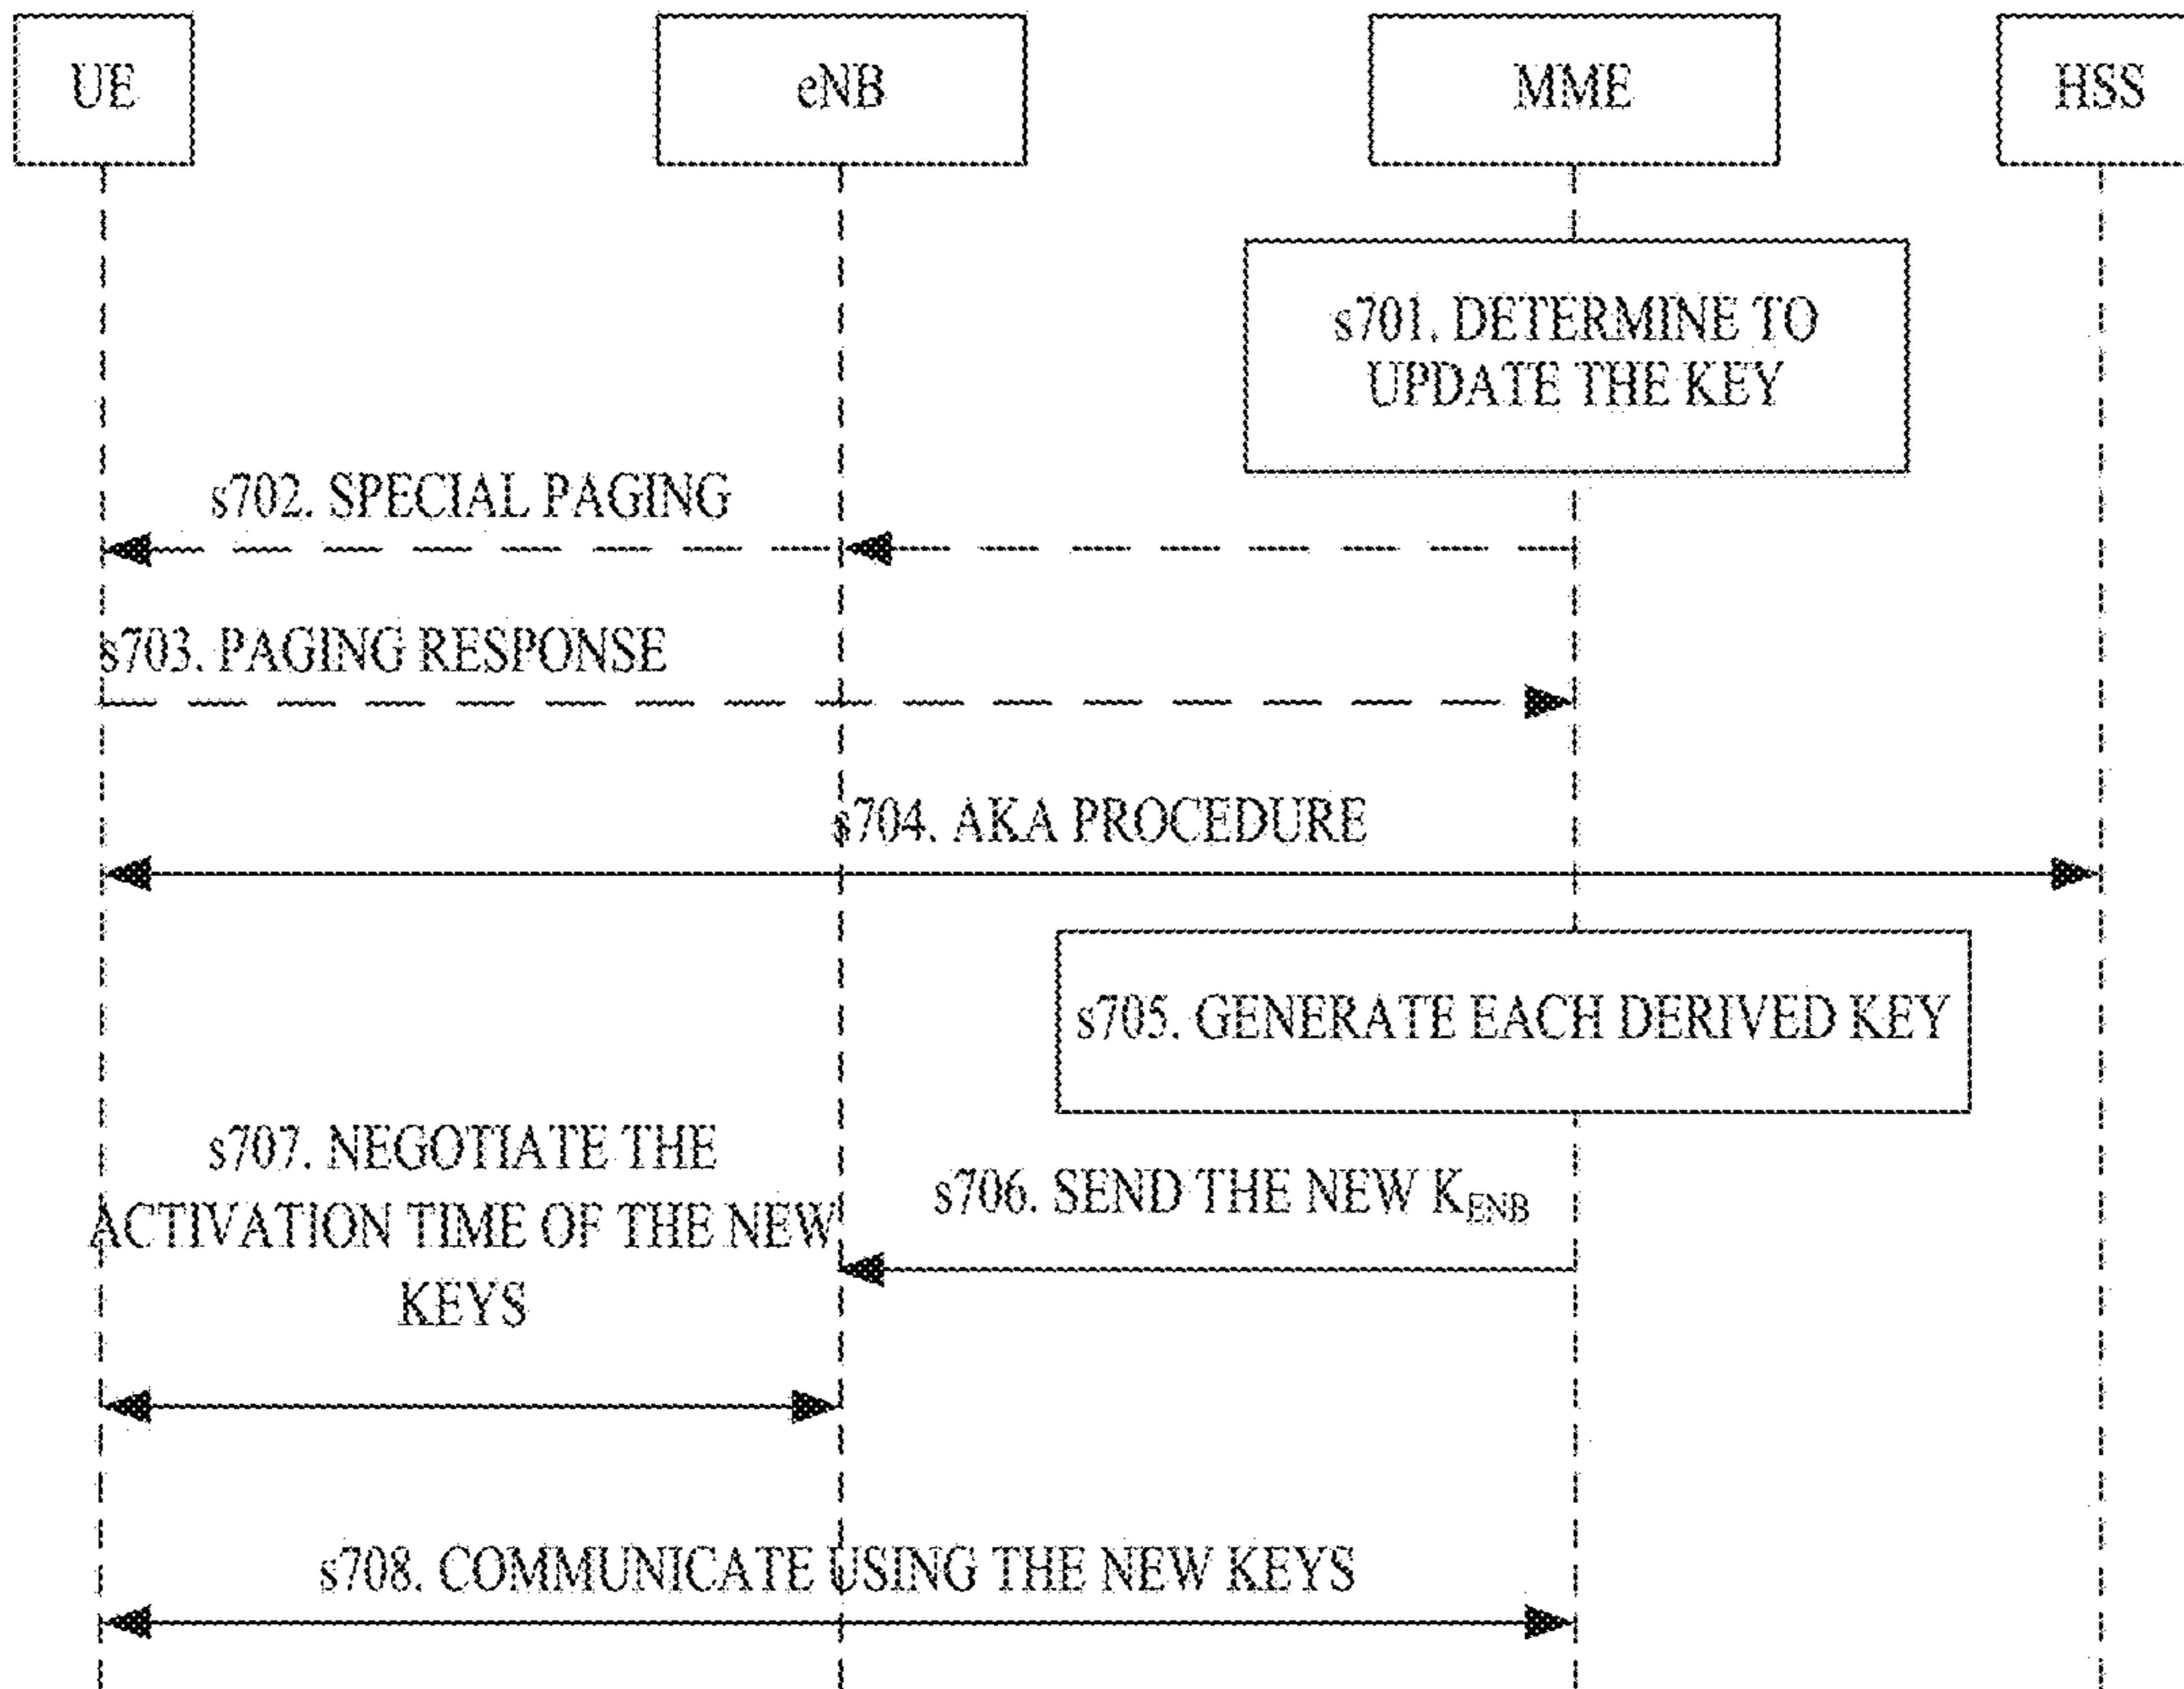 UE
eNB
MME
HSS
s701. DETERMINE TO
UPDATE THE KEY
s702. SPECIAL PAGING
s703. PAGING RESPONSE
s704. AKA PROCEDURE
s705. GENERATE EACH DERIVED KEY
s706. SEND THE NEW KENB
s707. NEGOTIATE THE
ACTIVATION TIME OF THE NEW
KEYS
s708. COMMUNICATE USING THE NEW KEYS